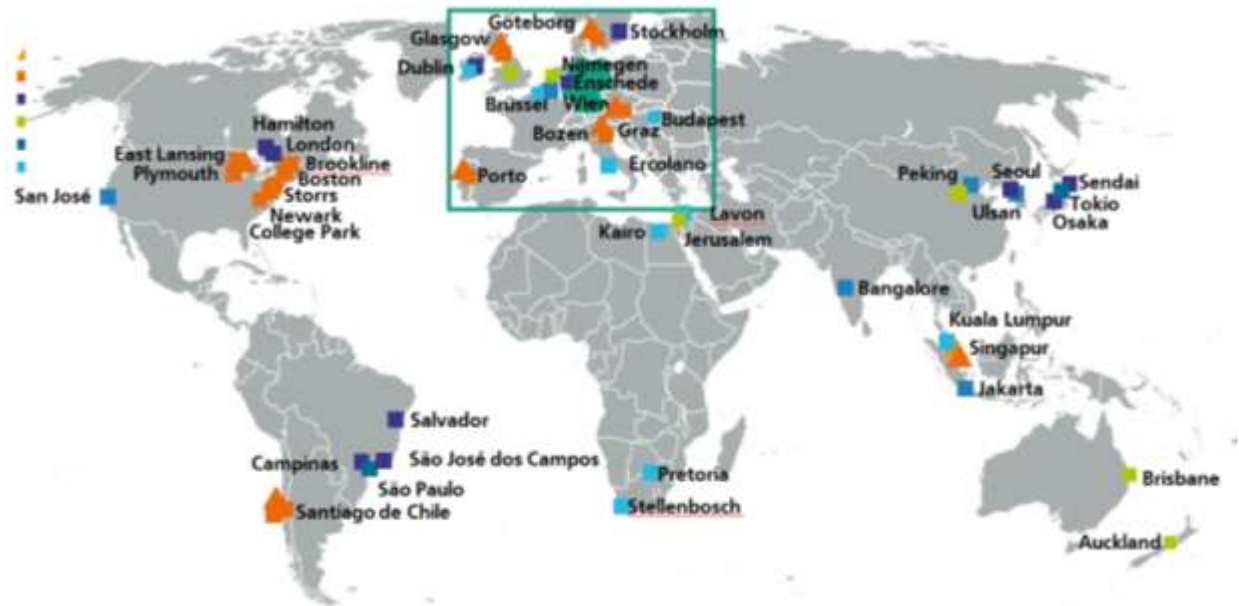 Göteborg
Stockholm
Glasgow
Dublin
Nijmegen
Enschede
Brüssel
Wien
Bozen
Graz
Budapest
Ercolano
Porto
Hamilton
London
East Lansing
Brookline
Plymouth
Boston
San José
Storrs
Newark
College Park
Kairo
Lavon
Jerusalem
Peking
Seoul
Sendai
Ulsan
Tokio
Osaka
Bangalore
Kuala Lumpur
Singapur
Jakarta
Salvador
Campinas
São José dos Campos
São Paulo
Santiago de Chile
Pretoria
Stellenbosch
Brisbane
Auckland